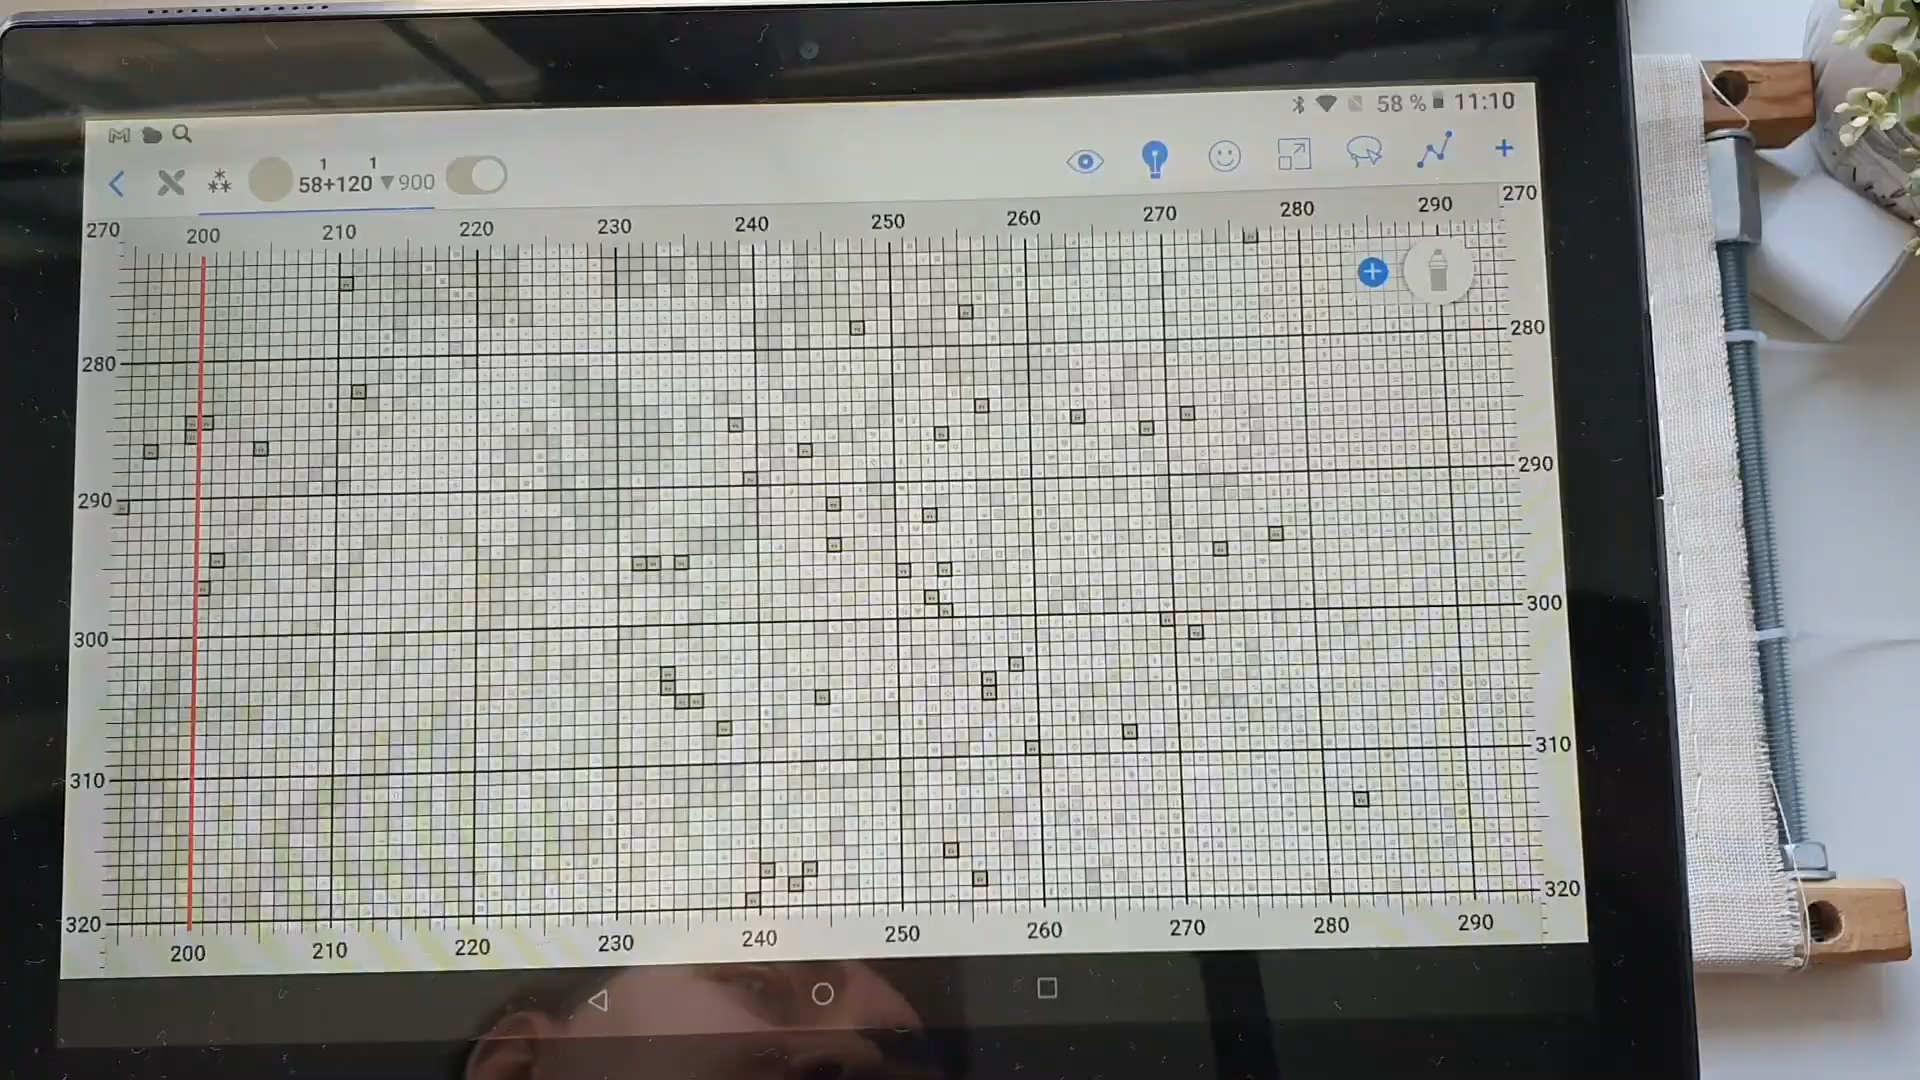 58 % 11:10
1 1
58+120 ▼900
270 200 210 220 230 240 250 260 270 280 290 270
280 280
290 290
300 300
310 310
320 320
200 210 220 230 240 250 260 270 280 290